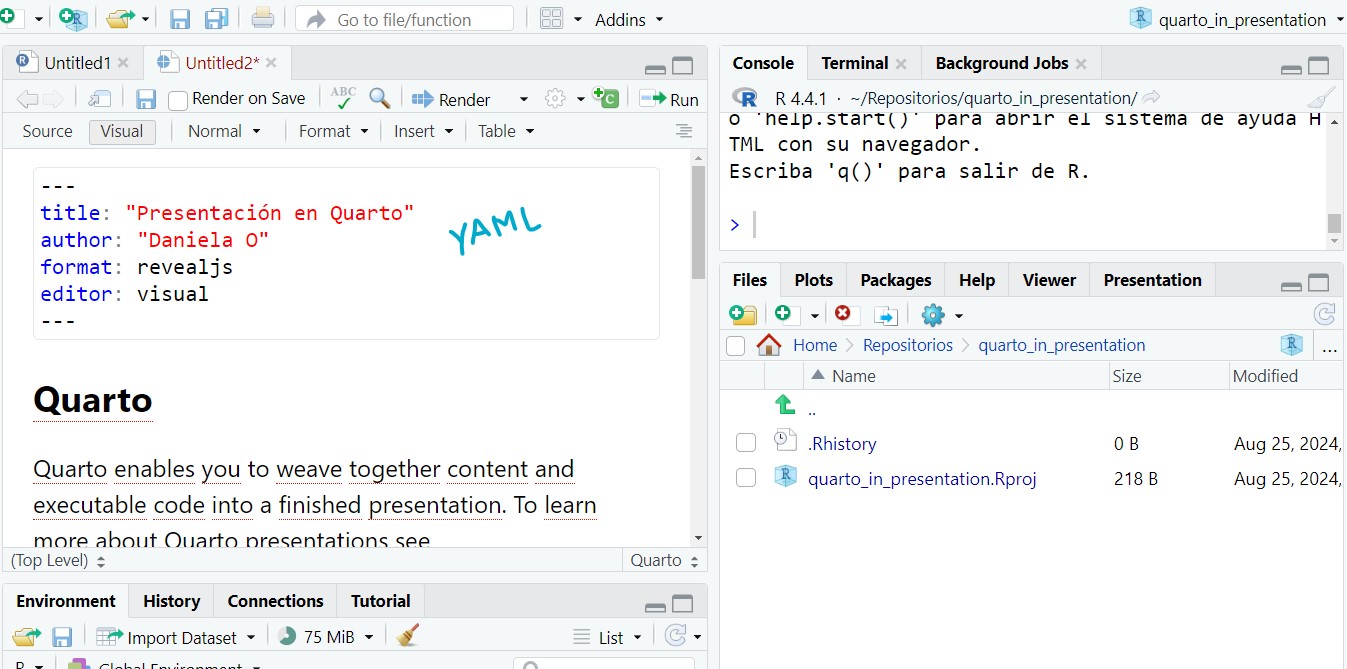 Go to file/function
Addins
quarto_in_presentation
Untitled1
Untitled2*
Render on Save
ABC
Render
Run
Source
Visual
Normal
Format
Insert
Table
---
title: "Presentación en Quarto"
author: "Daniela O"
format: revealjs
editor: visual
---
YAML
Quarto
Quarto enables you to weave together content and
executable code into a finished presentation. To learn
more about Quarto presentations see
(Top Level)
Quarto
Environment
History
Connections
Tutorial
Import Dataset
75 MiB
List
R
Global Environment
Console
Terminal
Background Jobs
R 4.4.1 · ~/Repositorios/quarto_in_presentation/
o 'help.start()' para abrir el sistema de ayuda H
TML con su navegador.
Escriba 'q()' para salir de R.
>
Files
Plots
Packages
Help
Viewer
Presentation
Home
Repositorios
quarto_in_presentation
...
Name
Size
Modified
..
.Rhistory
0 B
Aug 25, 2024,
quarto_in_presentation.Rproj
218 B
Aug 25, 2024,